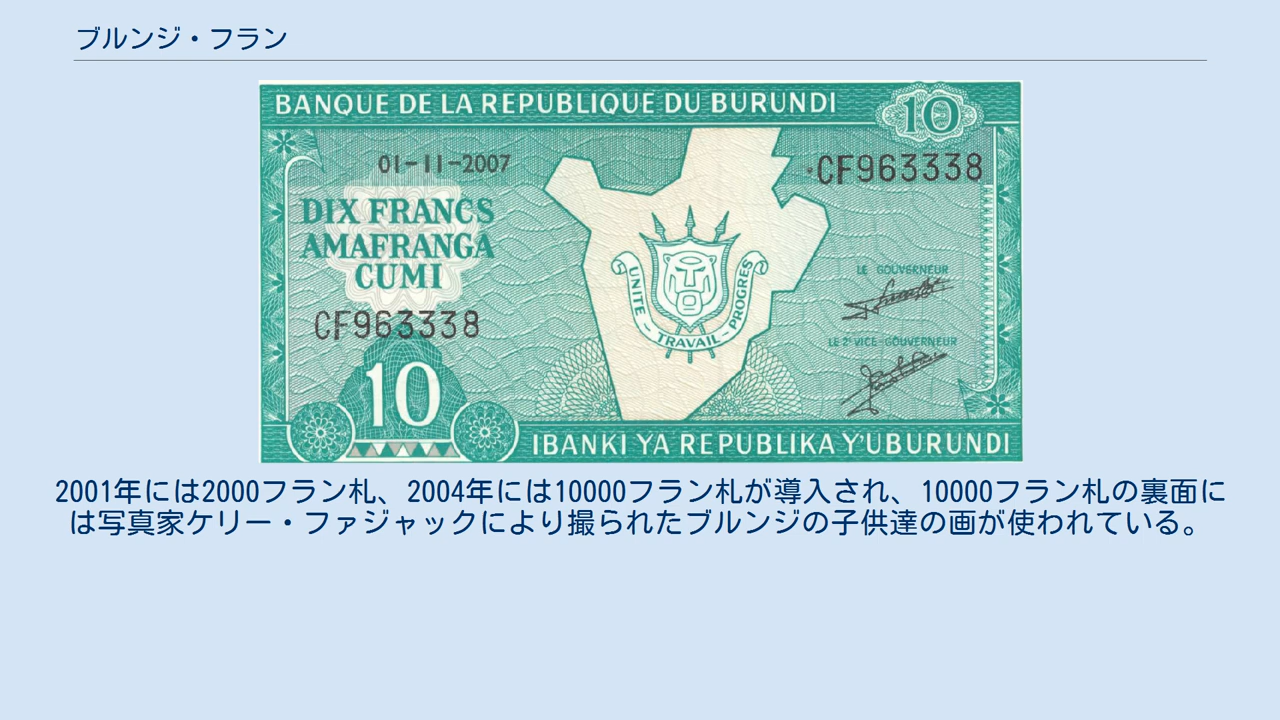 ブルンジ・フラン
BANQUE DE LA REPUBLIQUE DU BURUNDI
10
01-11-2007
CF963338
DIX FRANCS
AMAFRANGA
CUMI
CF963338
UNITE - TRAVAIL - PROGRES
LE GOUVERNEUR
LE 2e VICE-GOUVERNEUR
10
IBANKI YA REPUBLIKA Y'UBURUNDI
2001年には2000フラン札、2004年には10000フラン札が導入され、10000フラン札の裏面に
は写真家ケリー・ファジャックにより撮られたブルンジの子供達の画が使われている。